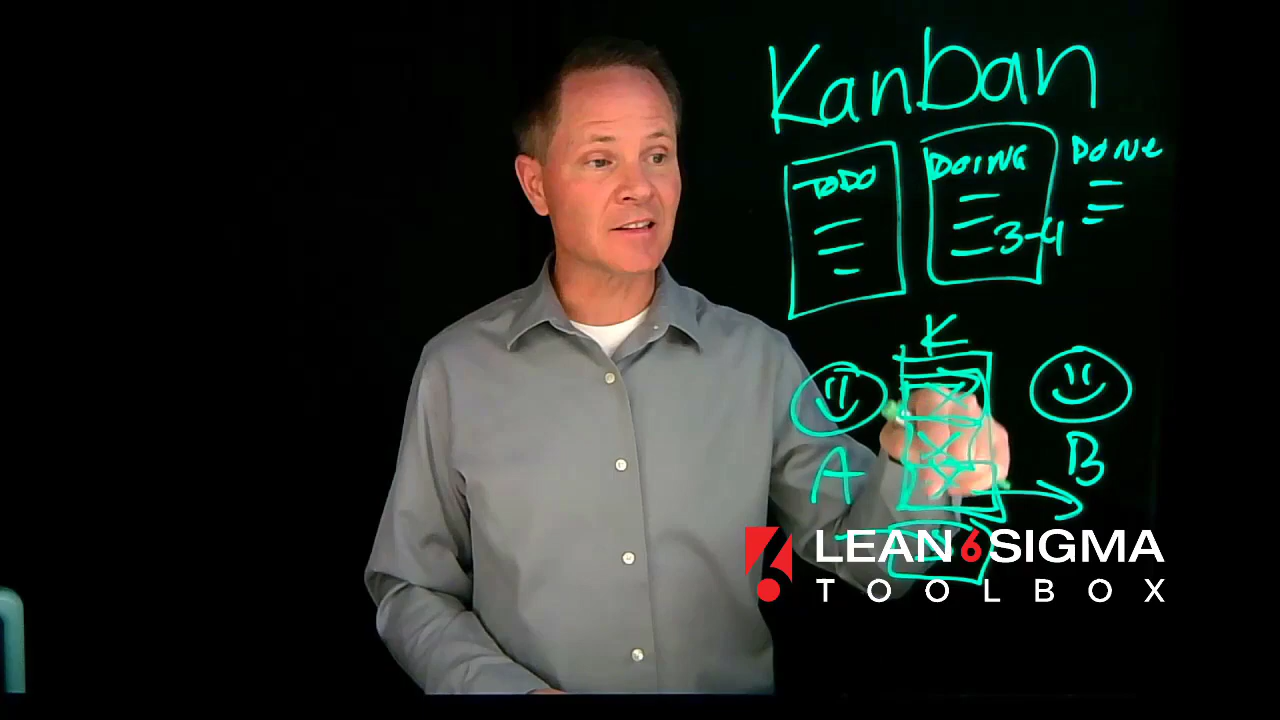 Kanban
TODO
DOING
DONE
3-4
K
A
B
LEAN 6 SIGMA
TOOLBOX